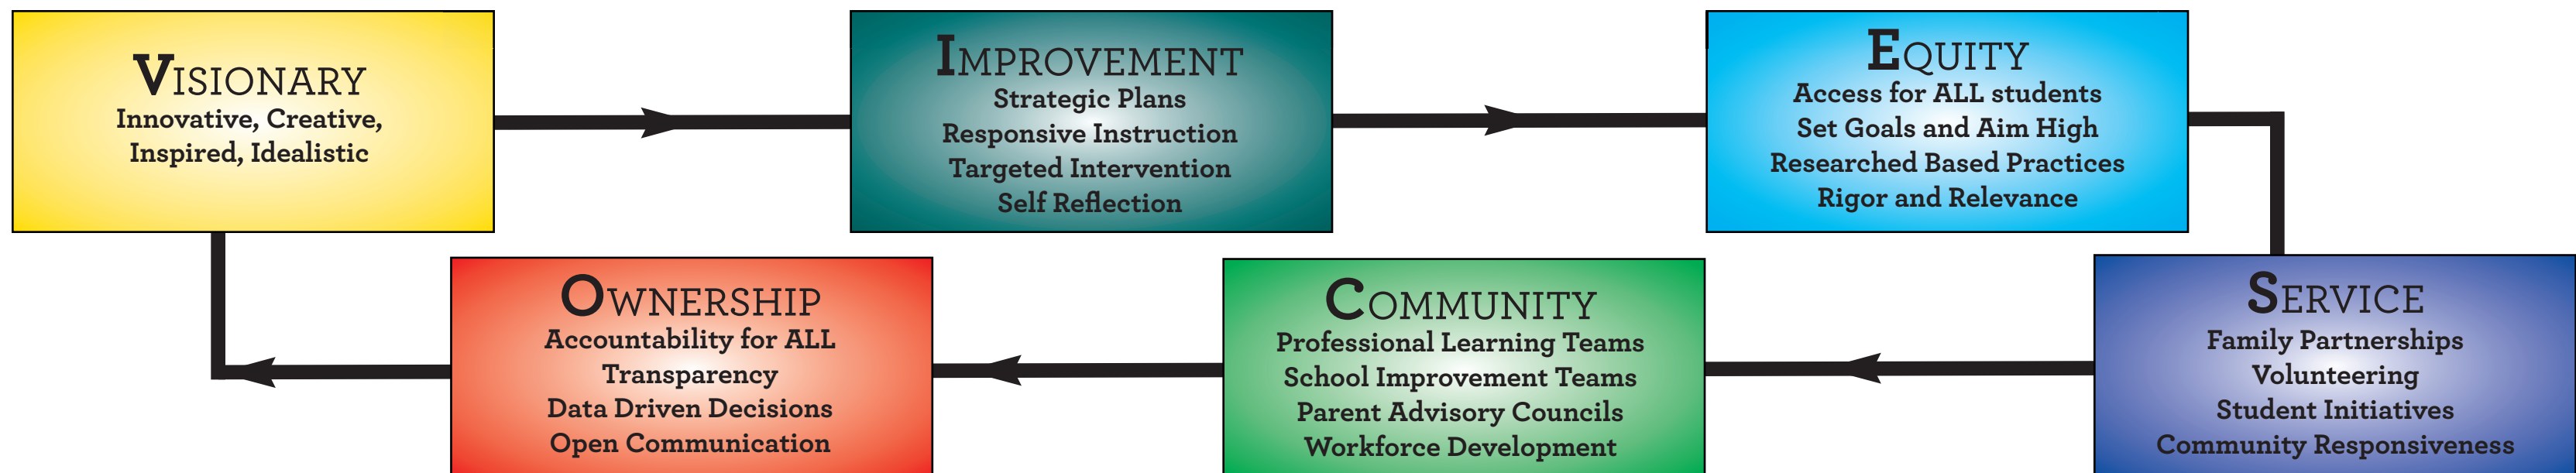 VISIONARY
Innovative, Creative,
Inspired, Idealistic
IMPROVEMENT
Strategic Plans
Responsive Instruction
Targeted Intervention
Self Reflection
EQUITY
Access for ALL students
Set Goals and Aim High
Researched Based Practices
Rigor and Relevance
SERVICE
Family Partnerships
Volunteering
Student Initiatives
Community Responsiveness
COMMUNITY
Professional Learning Teams
School Improvement Teams
Parent Advisory Councils
Workforce Development
OWNERSHIP
Accountability for ALL
Transparency
Data Driven Decisions
Open Communication